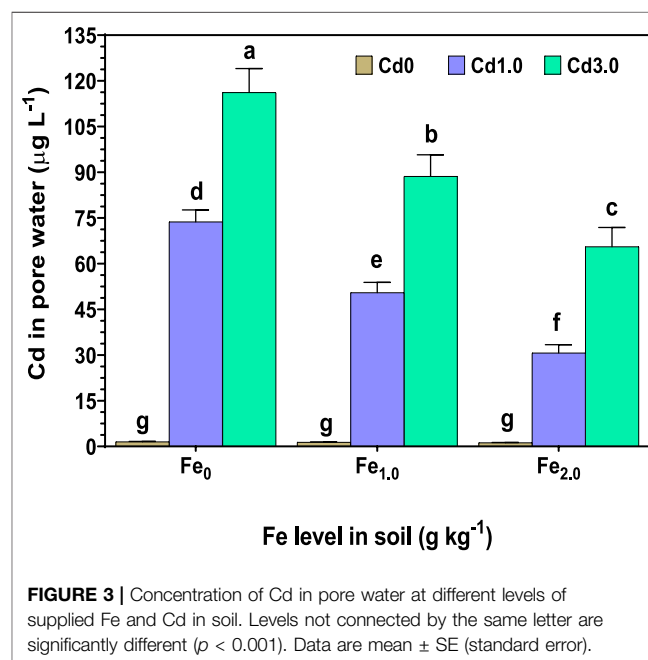 135
120
105
90
75
60
45
30
15
0
Cd in pore water (µg L⁻¹)
Cd0 Cd1.0 Cd3.0
a
b
c
d
e
f
g g g
Fe₀ Fe₁.₀ Fe₂.₀
Fe level in soil (g kg⁻¹)
FIGURE 3 | Concentration of Cd in pore water at different levels of
supplied Fe and Cd in soil. Levels not connected by the same letter are
significantly different (p < 0.001). Data are mean ± SE (standard error).